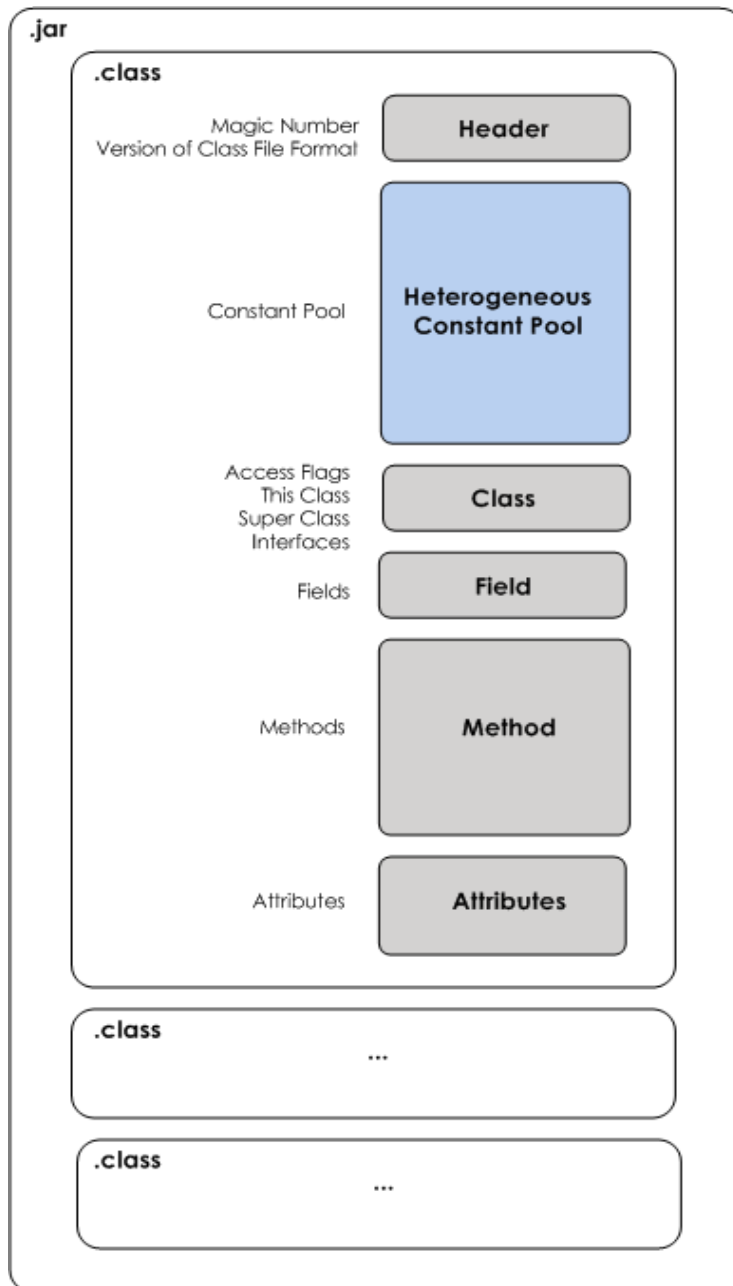 .jar
.class
Magic Number
Version of Class File Format
Header
Constant Pool
Heterogeneous
Constant Pool
Access Flags
This Class
Super Class
Interfaces
Class
Fields
Field
Methods
Method
Attributes
Attributes
.class
...
.class
...